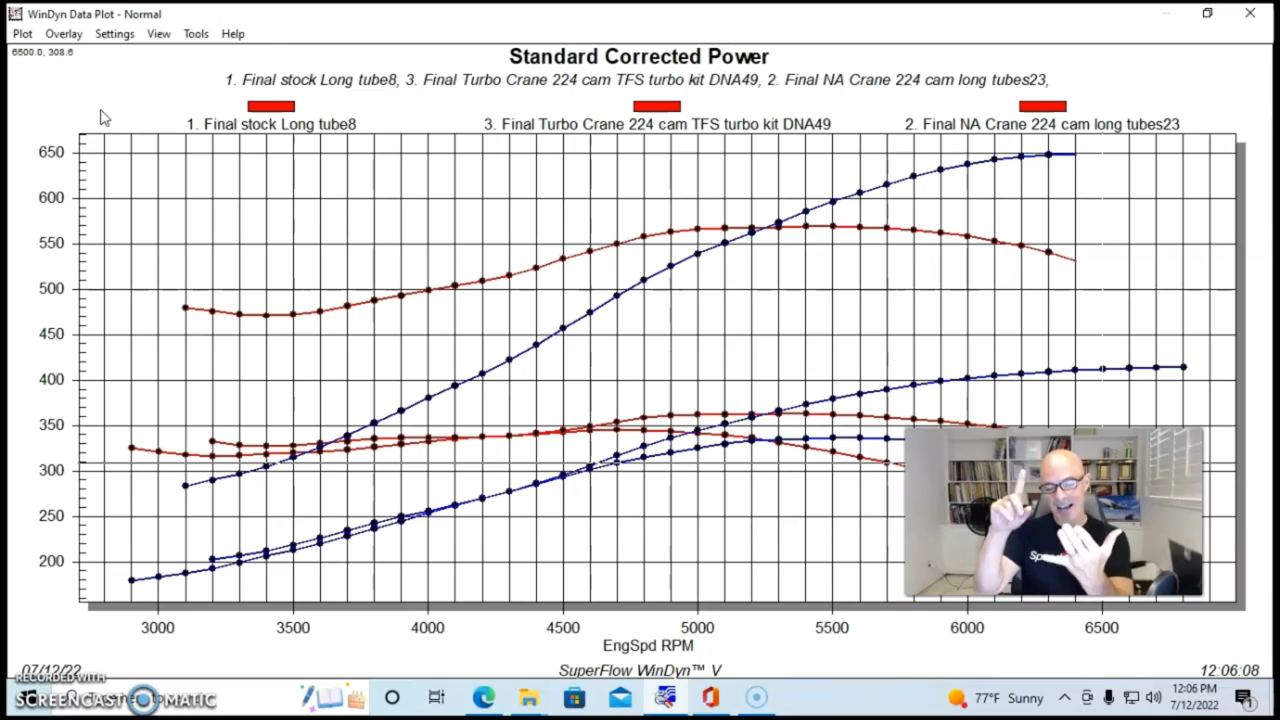 WinDyn Data Plot - Normal
Plot Overlay Settings View Tools Help
6500.0, 308.6
Standard Corrected Power
1. Final stock Long tube8, 3. Final Turbo Crane 224 cam TFS turbo kit DNA49, 2. Final NA Crane 224 cam long tubes23,
1. Final stock Long tube8 3. Final Turbo Crane 224 cam TFS turbo kit DNA49 2. Final NA Crane 224 cam long tubes23
650
600
550
500
450
400
350
300
250
200
3000 3500 4000 4500 5000 5500 6000 6500
EngSpd RPM
07/12/22 SuperFlow WinDyn™ V 12:06:08
RECORDED WITH
SCREENCAST MATIC
77°F Sunny
12:06 PM
7/12/2022
1